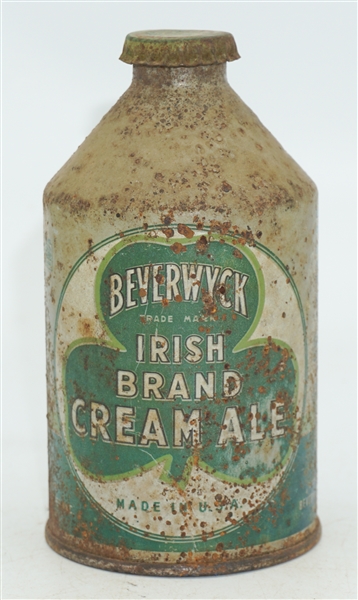 BEVERWYCK
TRADE MARK
IRISH
BRAND
CREAM ALE
MADE IN U.S.A.